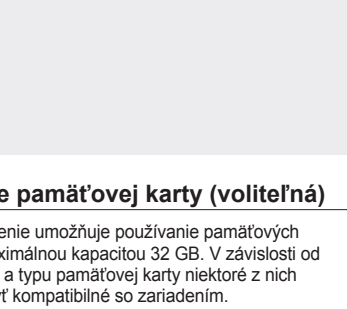 e pamäťovej karty (voliteľná)
enie umožňuje používanie pamäťových
ximálnou kapacitou 32 GB. V závislosti od
a typu pamäťovej karty niektoré z nich
ť kompatibilné so zariadením.